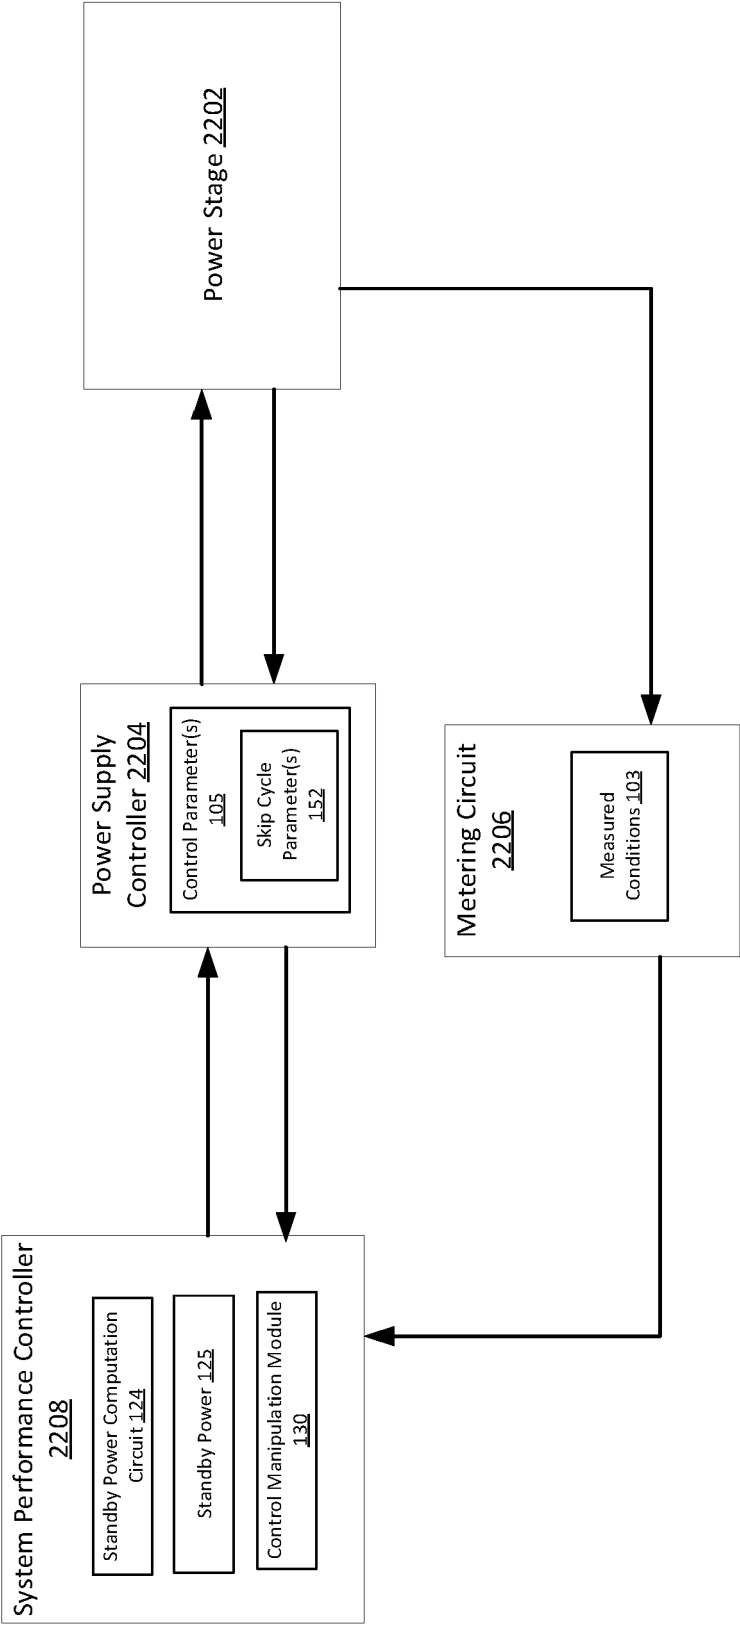 System Performance Controller
2208
Standby Power Computation
Circuit 124
Standby Power 125
Control Manipulation Module
130
Power Supply
Controller 2204
Control Parameter(s)
105
Skip Cycle
Parameter(s)
152
Power Stage 2202
Metering Circuit
2206
Measured
Conditions 103